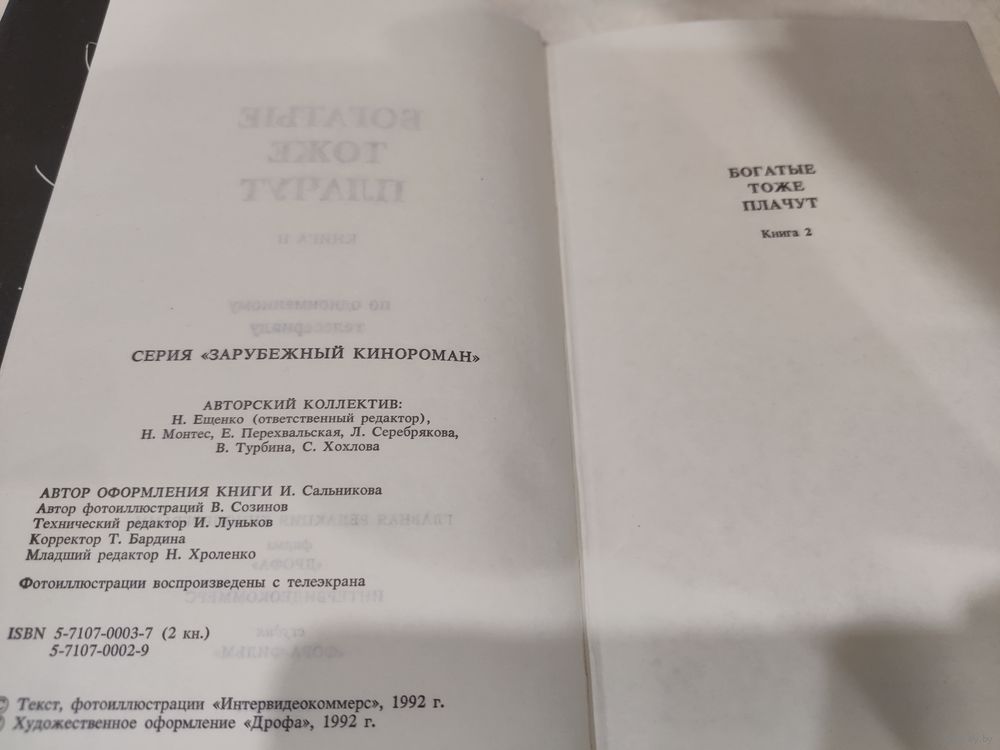 СЕРИЯ «ЗАРУБЕЖНЫЙ КИНОРОМАН»
АВТОРСКИЙ КОЛЛЕКТИВ:
Н. Ещенко (ответственный редактор),
Н. Монтес, Е. Перехвальская, Л. Серебрякова,
В. Турбина, С. Хохлова
АВТОР ОФОРМЛЕНИЯ КНИГИ И. Сальникова
Автор фотоиллюстраций В. Созинов
Технический редактор И. Луньков
Корректор Т. Бардина
Младший редактор Н. Хроленко
Фотоиллюстрации воспроизведены с телеэкрана
ISBN 5-7107-0003-7 (2 кн.)
5-7107-0002-9
© Текст, фотоиллюстрации «Интервидеокоммерс», 1992 г.
© Художественное оформление «Дрофа», 1992 г.
БОГАТЫЕ
ТОЖЕ
ПЛАЧУТ
Книга 2